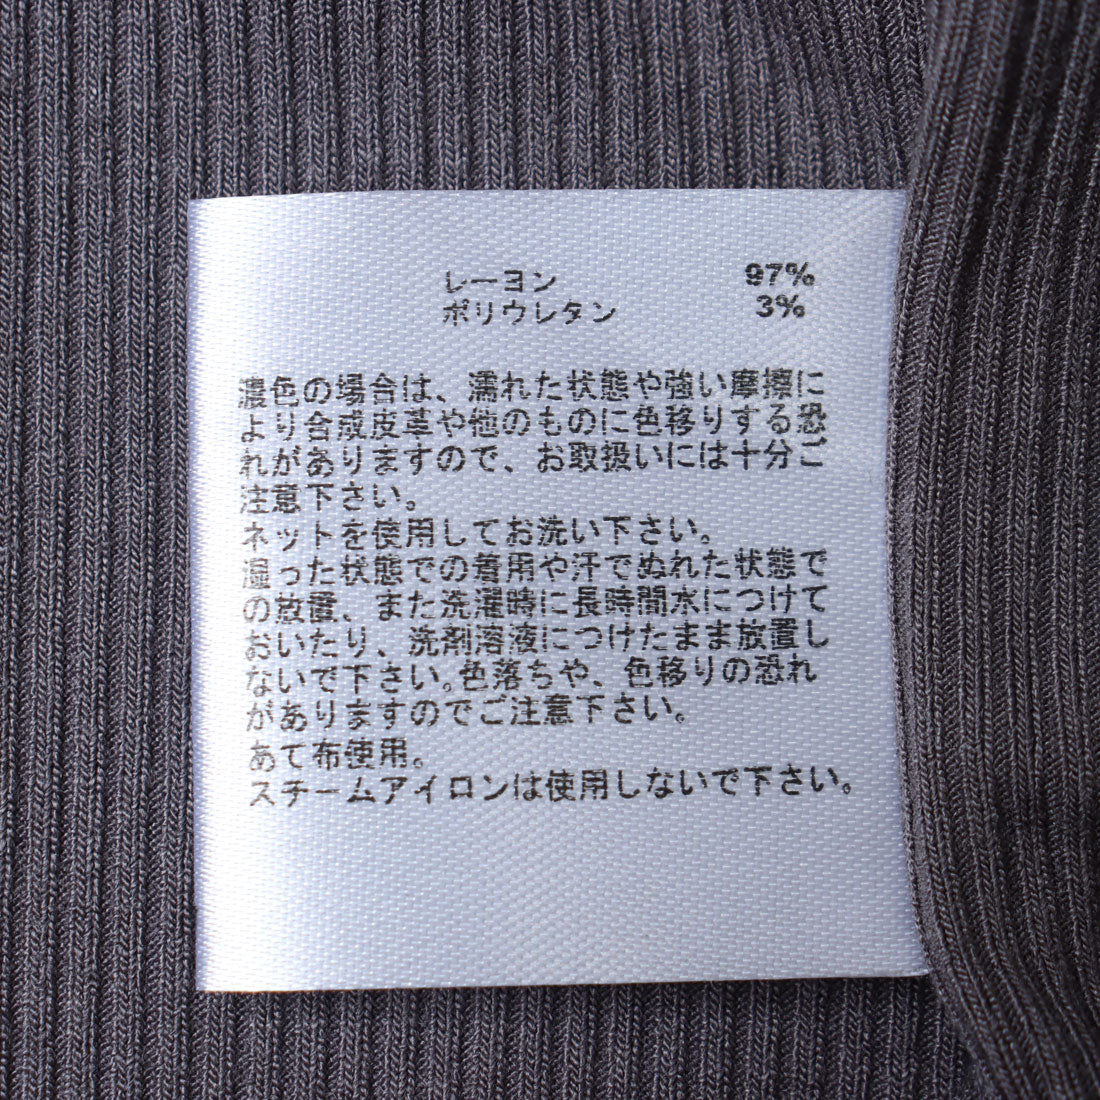 レーヨン 97%
ポリウレタン 3%
濃色の場合は、濡れた状態や強い摩擦に
より合成皮革や他のものに色移りする恐
れがありますので、お取扱いには十分ご
注意下さい。
ネットを使用してお洗い下さい。
湿った状態での着用や汗でぬれた状態で
の放置、また洗濯時に長時間水につけて
おいたり、洗剤溶液につけたまま放置し
ないで下さい。色落ちや、色移りの恐れ
がありますのでご注意下さい。
あて布使用。
スチームアイロンは使用しないで下さい。